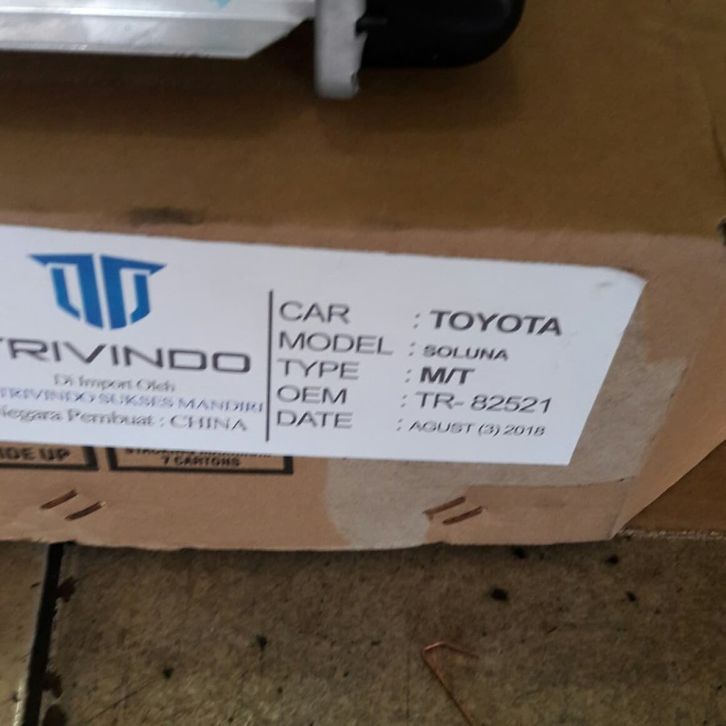 TRIVINDO
Di Import Oleh
TRIVINDO SUKSES MANDIRI
Negara Pembuat : CHINA
CAR : TOYOTA
MODEL : SOLUNA
TYPE : M/T
OEM : TR- 82521
DATE : AGUST (3) 2018
IDE UP
7 CARTONS